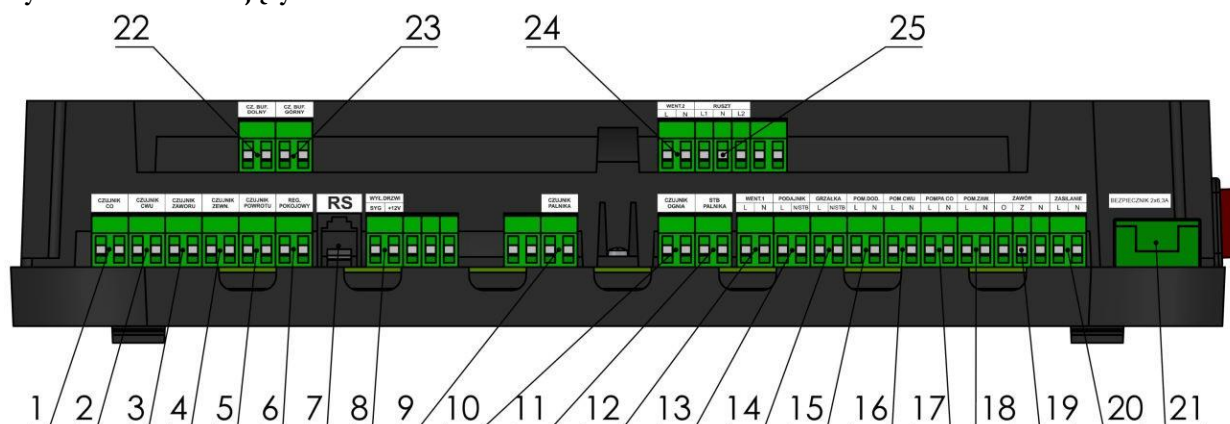 22 23 24 25
CZ. BUF. DOLNY
CZ. BUF. GÓRNY
WENT.2
RUSZT
L N L1 N L2
CZUJNIK CO
CZUJNIK CWU
CZUJNIK ZAWORU
CZUJNIK ZEWN.
CZUJNIK POWROTU
REG. POKOJOWY
RS
WYŁ. DRZWI
SYG +12V
CZUJNIK PALNIKA
CZUJNIK OGNIA
STB PALNIKA
WENT.1
L N
PODAJNIK
L N/STB
GRZAŁKA
L N/STB
POM.DOD.
L N
POM.CWU
L N
POMPA CO
L N
POM.ZAW.
L N
ZAWÓR
O Z N
ZASILANIE
L N
BEZPIECZNIK 2x6,3A
1 2 3 4 5 6 7 8 9 10 11 12 13 14 15 16 17 18 19 20 21